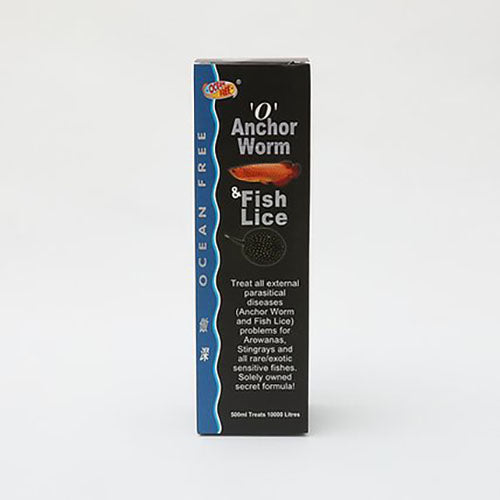 OCEAN FREE
®
'O'
Anchor
Worm
& Fish
Lice
Treat all external
parasitical
diseases
(Anchor Worm
and Fish Lice)
problems for
Arowanas,
Stingrays and
all rare/exotic
sensitive fishes.
Solely owned
secret formula!
500ml Treats 10000 Litres
OCEAN FREE